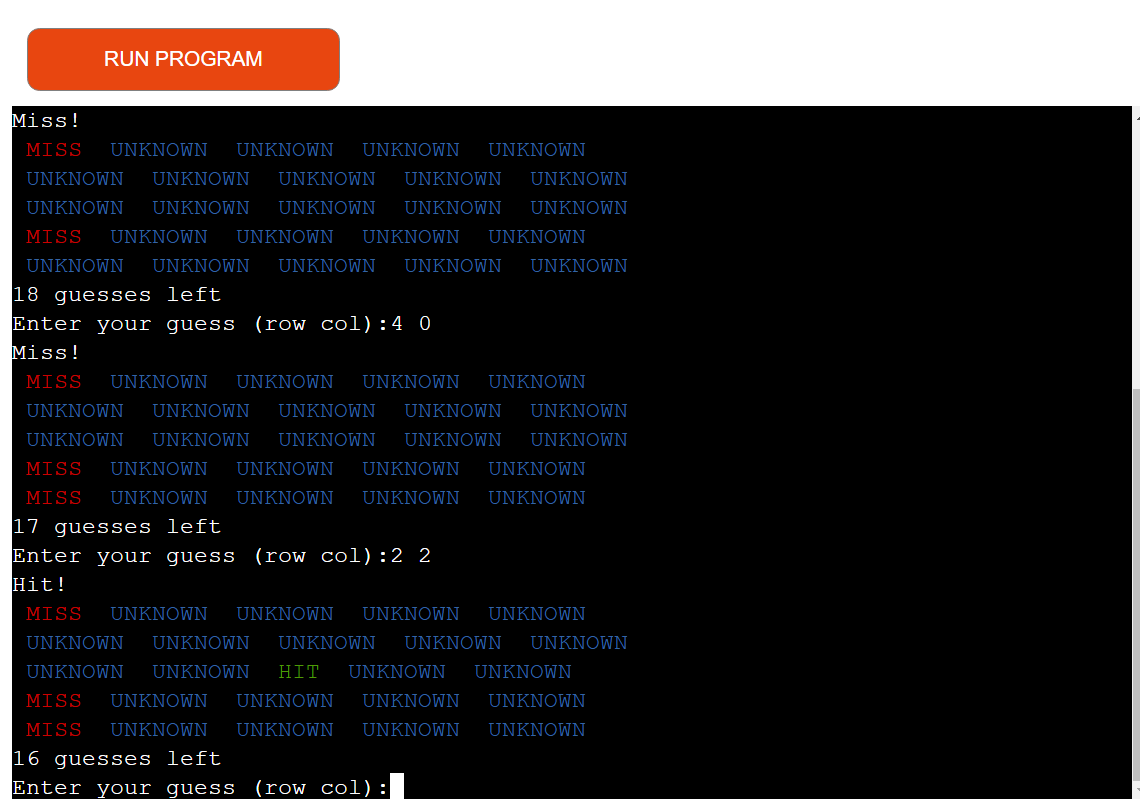 RUN PROGRAM
Miss!
MISS UNKNOWN UNKNOWN UNKNOWN UNKNOWN
UNKNOWN UNKNOWN UNKNOWN UNKNOWN UNKNOWN
UNKNOWN UNKNOWN UNKNOWN UNKNOWN UNKNOWN
MISS UNKNOWN UNKNOWN UNKNOWN UNKNOWN
UNKNOWN UNKNOWN UNKNOWN UNKNOWN UNKNOWN
18 guesses left
Enter your guess (row col):4 0
Miss!
MISS UNKNOWN UNKNOWN UNKNOWN UNKNOWN
UNKNOWN UNKNOWN UNKNOWN UNKNOWN UNKNOWN
UNKNOWN UNKNOWN UNKNOWN UNKNOWN UNKNOWN
MISS UNKNOWN UNKNOWN UNKNOWN UNKNOWN
MISS UNKNOWN UNKNOWN UNKNOWN UNKNOWN
17 guesses left
Enter your guess (row col):2 2
Hit!
MISS UNKNOWN UNKNOWN UNKNOWN UNKNOWN
UNKNOWN UNKNOWN UNKNOWN UNKNOWN UNKNOWN
UNKNOWN UNKNOWN HIT UNKNOWN UNKNOWN
MISS UNKNOWN UNKNOWN UNKNOWN UNKNOWN
MISS UNKNOWN UNKNOWN UNKNOWN UNKNOWN
16 guesses left
Enter your guess (row col):